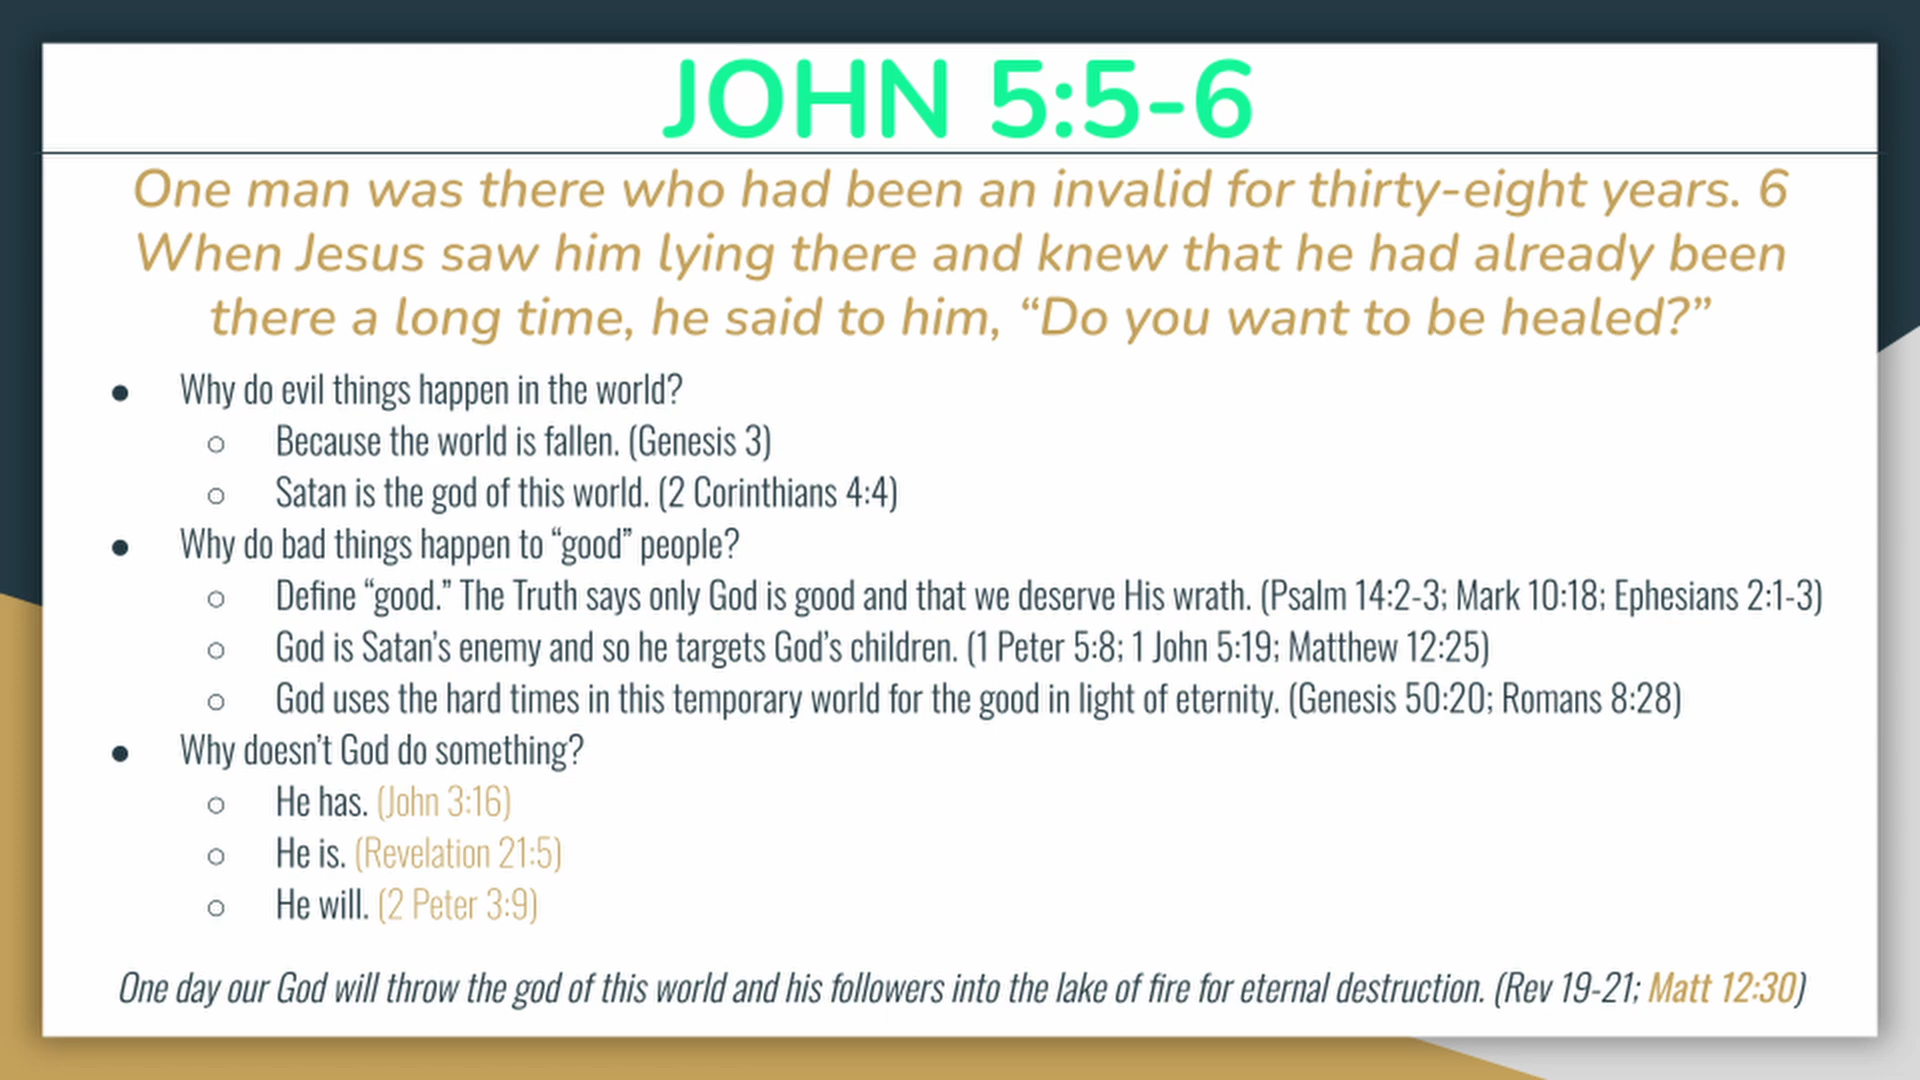 JOHN 5:5-6
One man was there who had been an invalid for thirty-eight years. 6
When Jesus saw him lying there and knew that he had already been
there a long time, he said to him, “Do you want to be healed?”
● Why do evil things happen in the world?
○ Because the world is fallen. (Genesis 3)
○ Satan is the god of this world. (2 Corinthians 4:4)
● Why do bad things happen to “good” people?
○ Define “good.” The Truth says only God is good and that we deserve His wrath. (Psalm 14:2-3; Mark 10:18; Ephesians 2:1-3)
○ God is Satan’s enemy and so he targets God’s children. (1 Peter 5:8; 1 John 5:19; Matthew 12:25)
○ God uses the hard times in this temporary world for the good in light of eternity. (Genesis 50:20; Romans 8:28)
● Why doesn’t God do something?
○ He has. (John 3:16)
○ He is. (Revelation 21:5)
○ He will. (2 Peter 3:9)
One day our God will throw the god of this world and his followers into the lake of fire for eternal destruction. (Rev 19-21; Matt 12:30)